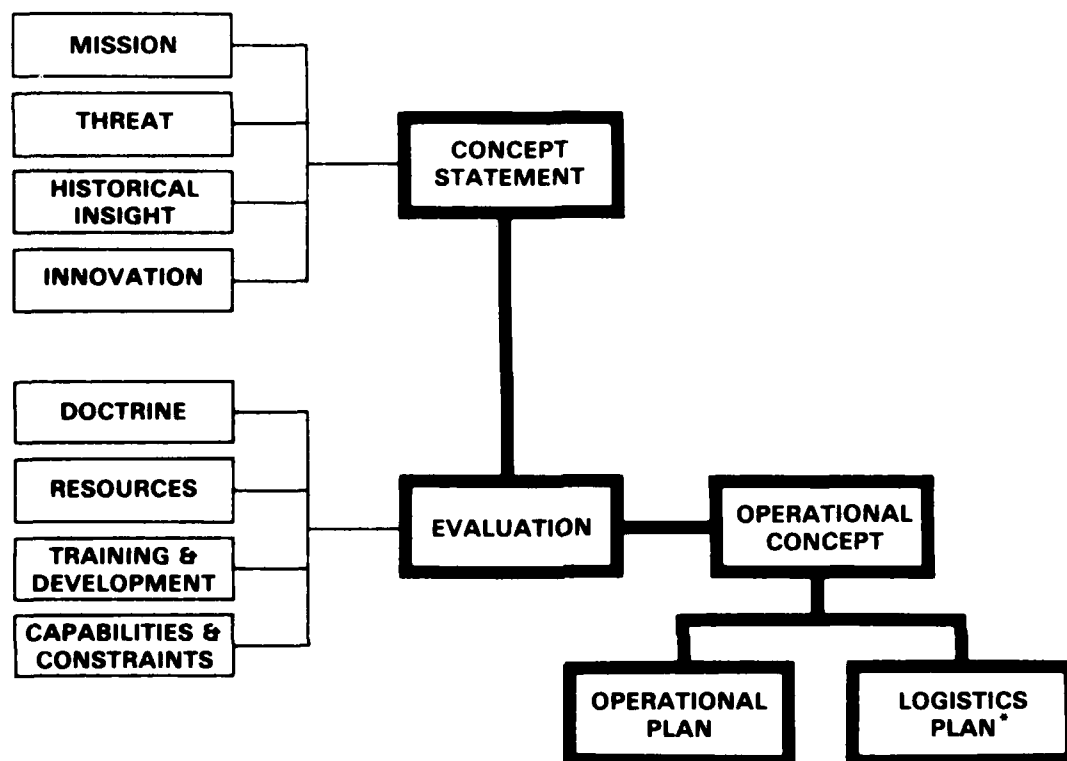 MISSION
THREAT
HISTORICAL
INSIGHT
INNOVATION
CONCEPT
STATEMENT
DOCTRINE
RESOURCES
TRAINING &
DEVELOPMENT
CAPABILITIES &
CONSTRAINTS
EVALUATION
OPERATIONAL
CONCEPT
OPERATIONAL
PLAN
LOGISTICS
PLAN*